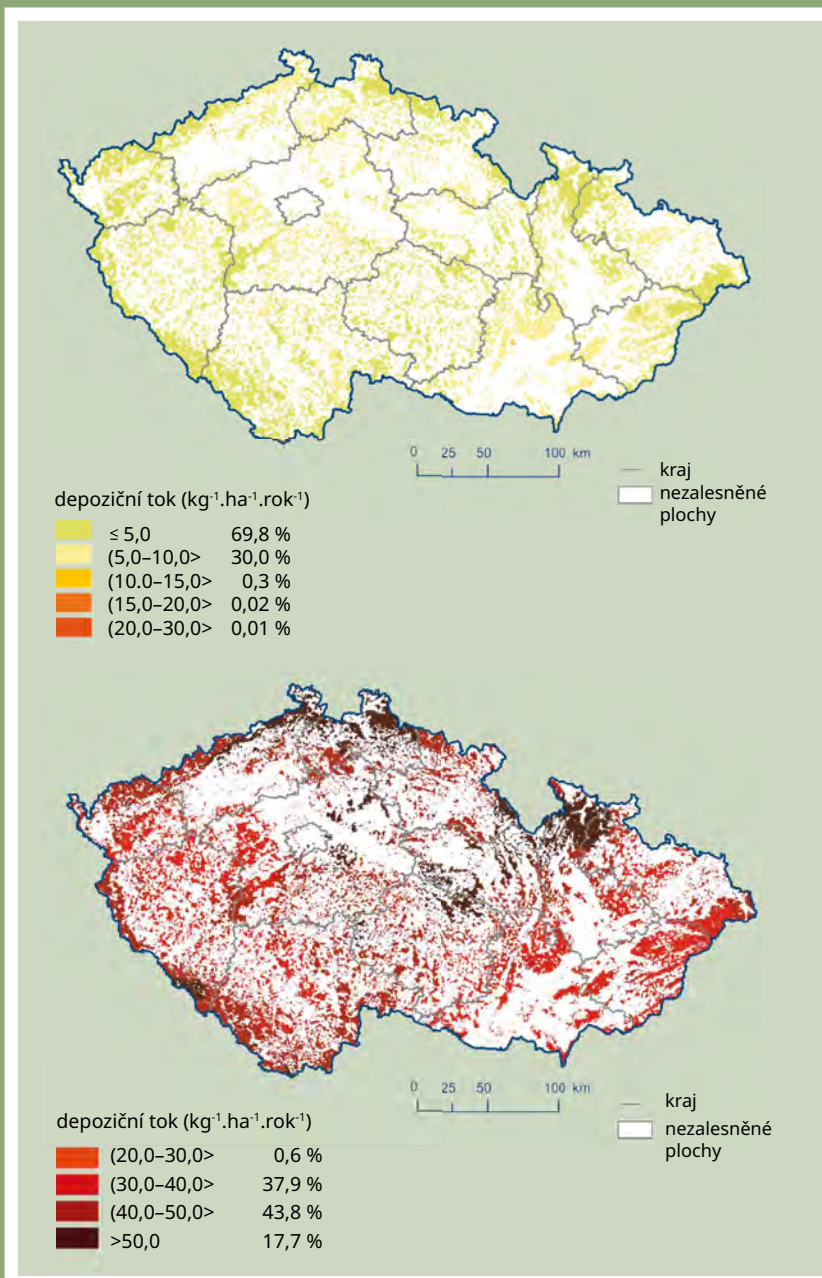 0 25 50 100 km
kraj
nezalesněné
plochy
depoziční tok (kg⁻¹.ha⁻¹.rok⁻¹)
≤ 5,0 69,8 %
(5,0–10,0> 30,0 %
(10.0–15,0> 0,3 %
(15,0–20,0> 0,02 %
(20,0–30,0> 0,01 %
0 25 50 100 km
kraj
nezalesněné
plochy
depoziční tok (kg⁻¹.ha⁻¹.rok⁻¹)
(20,0–30,0> 0,6 %
(30,0–40,0> 37,9 %
(40,0–50,0> 43,8 %
>50,0 17,7 %